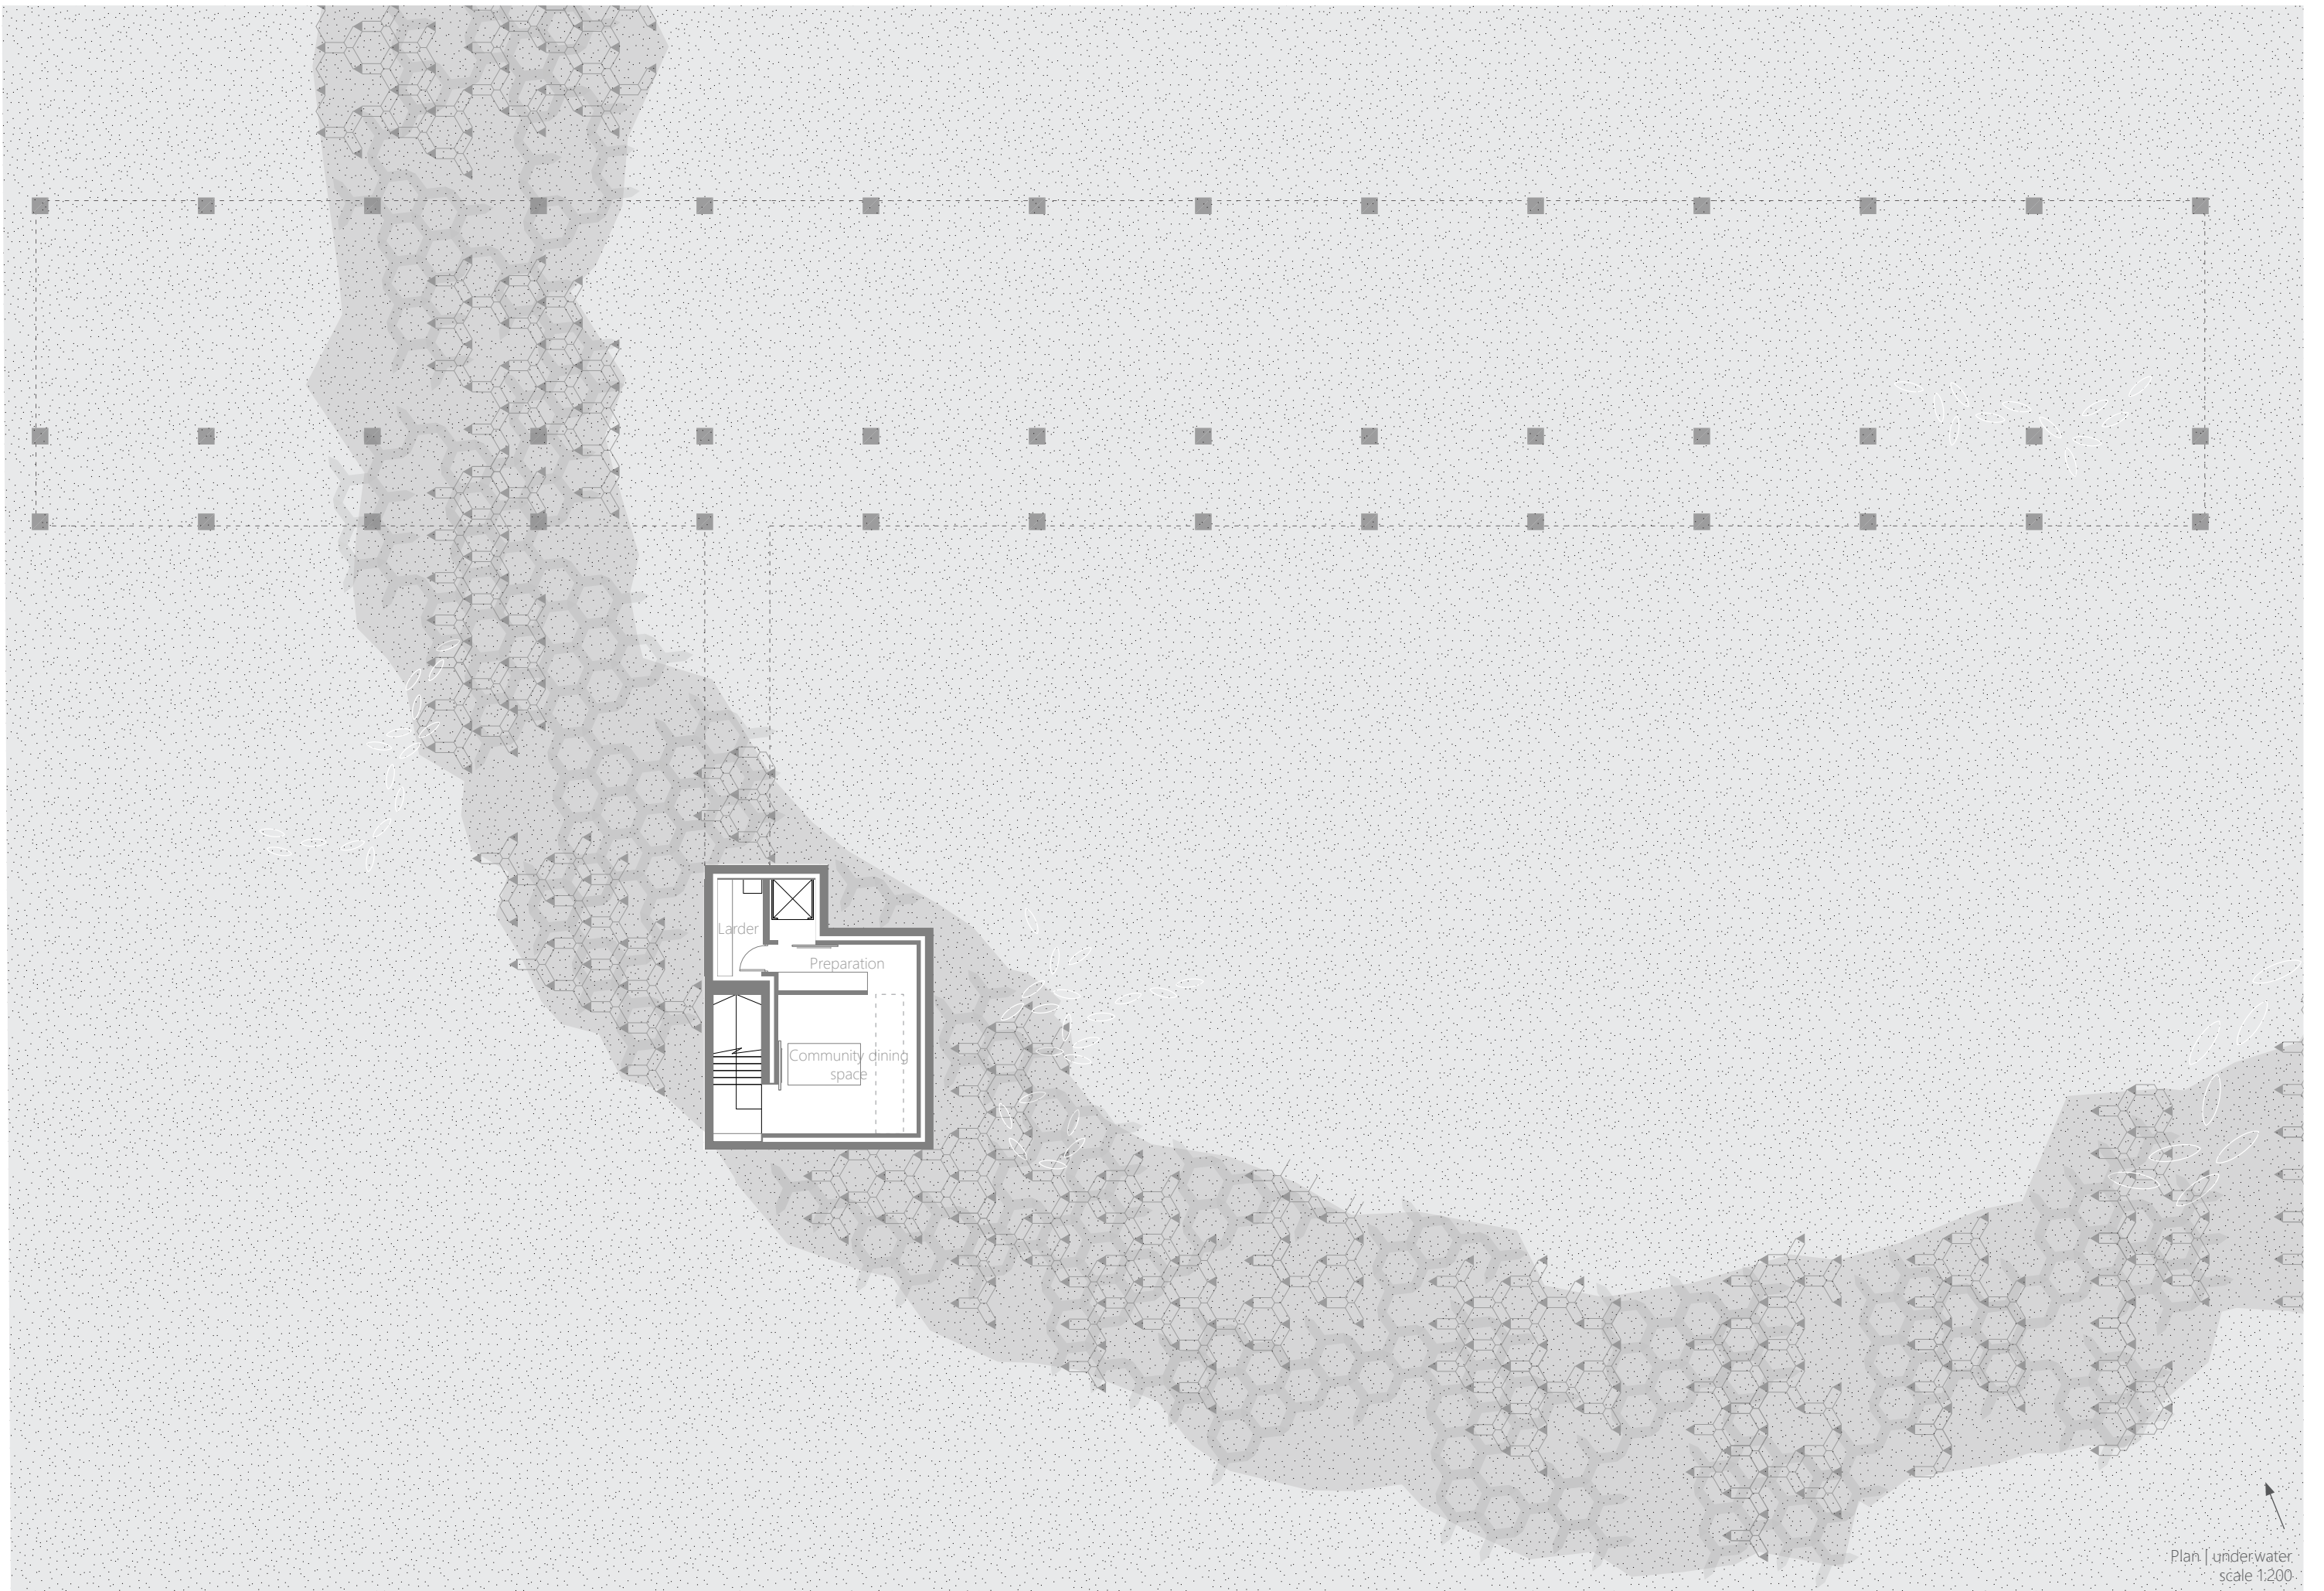 Larder
Preparation
Community dining
space
Plan | underwater
scale 1:200